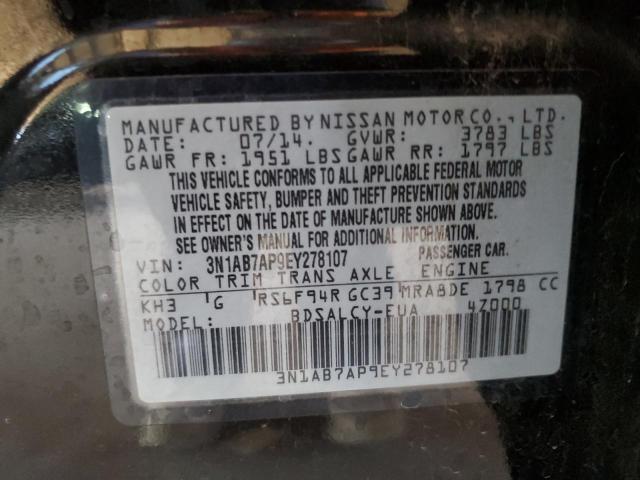 MANUFACTURED BY NISSAN MOTOR CO., LTD.
DATE: 07/14. GVWR: 3783 LBS
GAWR FR: 1951 LBS GAWR RR: 1797 LBS
THIS VEHICLE CONFORMS TO ALL APPLICABLE FEDERAL MOTOR
VEHICLE SAFETY, BUMPER AND THEFT PREVENTION STANDARDS
IN EFFECT ON THE DATE OF MANUFACTURE SHOWN ABOVE.
SEE OWNER'S MANUAL FOR ADDITIONAL INFORMATION.
VIN: 3N1AB7AP9EY278107 PASSENGER CAR.
COLOR TRIM TRANS AXLE ENGINE
KH3 G RS6F94R GC39 MRA8DE 1798 CC
MODEL: BDSALCY-EUA 4Z000
3N1AB7AP9EY278107